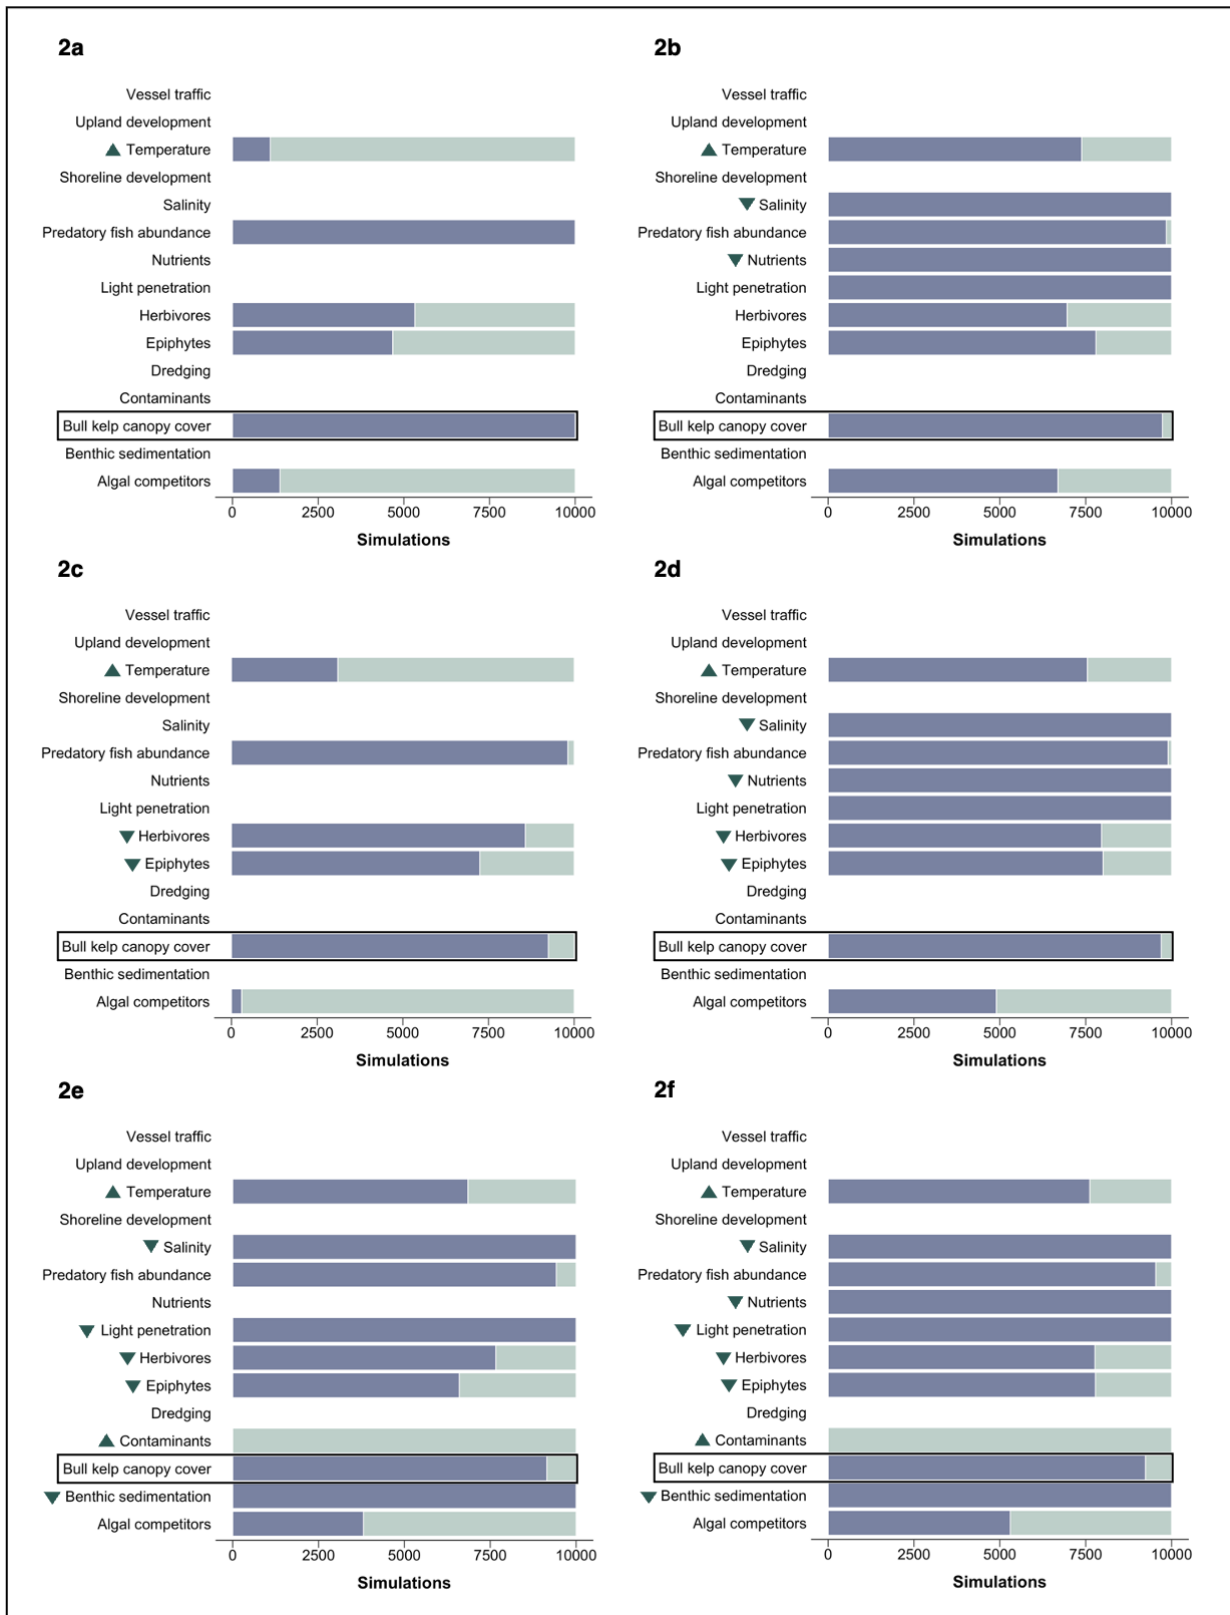 2a
Vessel traffic
Upland development
Temperature
Shoreline development
Salinity
Predatory fish abundance
Nutrients
Light penetration
Herbivores
Epiphytes
Dredging
Contaminants
Bull kelp canopy cover
Benthic sedimentation
Algal competitors
0 2500 5000 7500 10000
Simulations
2b
Vessel traffic
Upland development
Temperature
Shoreline development
Salinity
Predatory fish abundance
Nutrients
Light penetration
Herbivores
Epiphytes
Dredging
Contaminants
Bull kelp canopy cover
Benthic sedimentation
Algal competitors
0 2500 5000 7500 10000
Simulations
2c
Vessel traffic
Upland development
Temperature
Shoreline development
Salinity
Predatory fish abundance
Nutrients
Light penetration
Herbivores
Epiphytes
Dredging
Contaminants
Bull kelp canopy cover
Benthic sedimentation
Algal competitors
0 2500 5000 7500 10000
Simulations
2d
Vessel traffic
Upland development
Temperature
Shoreline development
Salinity
Predatory fish abundance
Nutrients
Light penetration
Herbivores
Epiphytes
Dredging
Contaminants
Bull kelp canopy cover
Benthic sedimentation
Algal competitors
0 2500 5000 7500 10000
Simulations
2e
Vessel traffic
Upland development
Temperature
Shoreline development
Salinity
Predatory fish abundance
Nutrients
Light penetration
Herbivores
Epiphytes
Dredging
Contaminants
Bull kelp canopy cover
Benthic sedimentation
Algal competitors
0 2500 5000 7500 10000
Simulations
2f
Vessel traffic
Upland development
Temperature
Shoreline development
Salinity
Predatory fish abundance
Nutrients
Light penetration
Herbivores
Epiphytes
Dredging
Contaminants
Bull kelp canopy cover
Benthic sedimentation
Algal competitors
0 2500 5000 7500 10000
Simulations